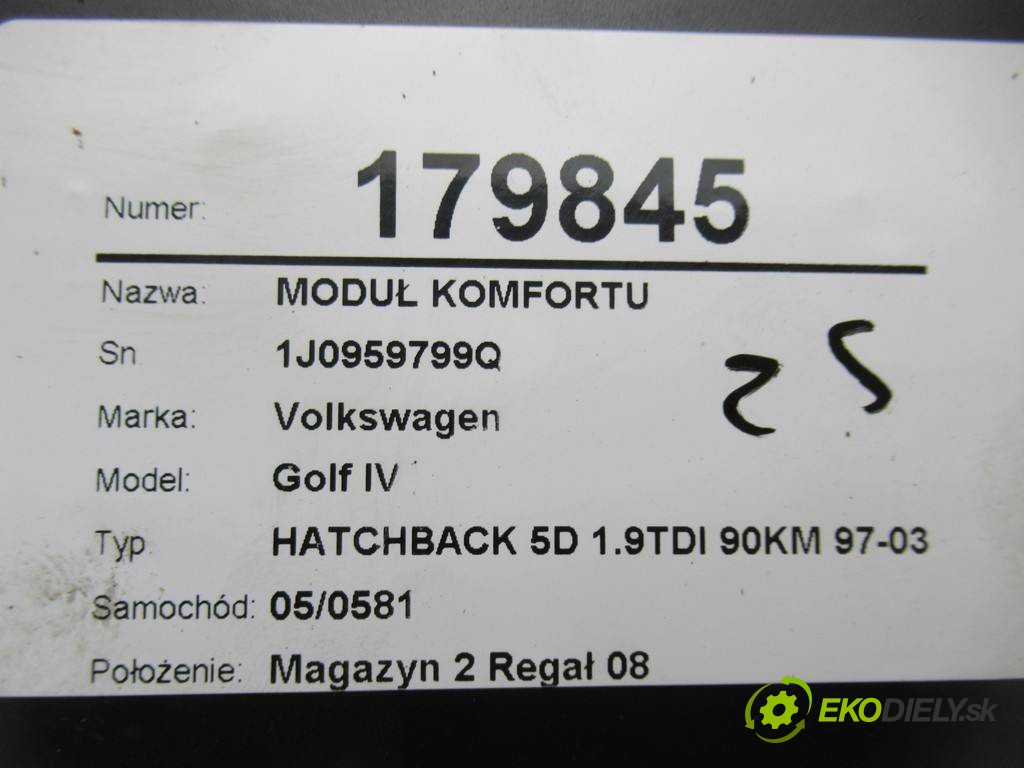 Numer: 179845
Nazwa: MODUŁ KOMFORTU
Sn 1J0959799Q
Marka: Volkswagen
Model: Golf IV
Typ HATCHBACK 5D 1.9TDI 90KM 97-03
Samochód: 05/0581
Położenie: Magazyn 2 Regał 08
EKODIELY.sk